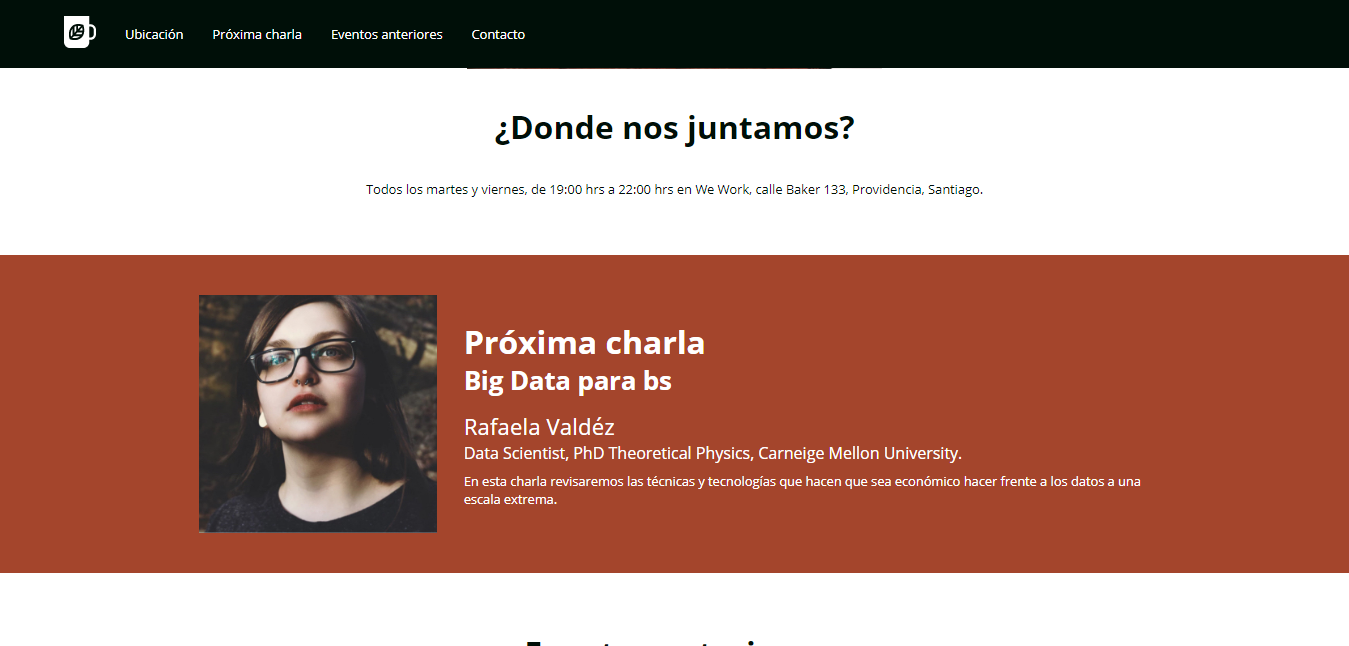 Ubicación Próxima charla Eventos anteriores Contacto
¿Donde nos juntamos?
Todos los martes y viernes, de 19:00 hrs a 22:00 hrs en We Work, calle Baker 133, Providencia, Santiago.
Próxima charla
Big Data para bs
Rafaela Valdéz
Data Scientist, PhD Theoretical Physics, Carneige Mellon University.
En esta charla revisaremos las técnicas y tecnologías que hacen que sea económico hacer frente a los datos a una
escala extrema.